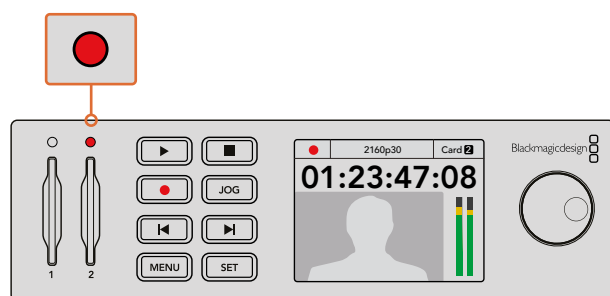 2160p30 Card 2
01:23:47:08
Blackmagicdesign
JOG
MENU SET
1 2